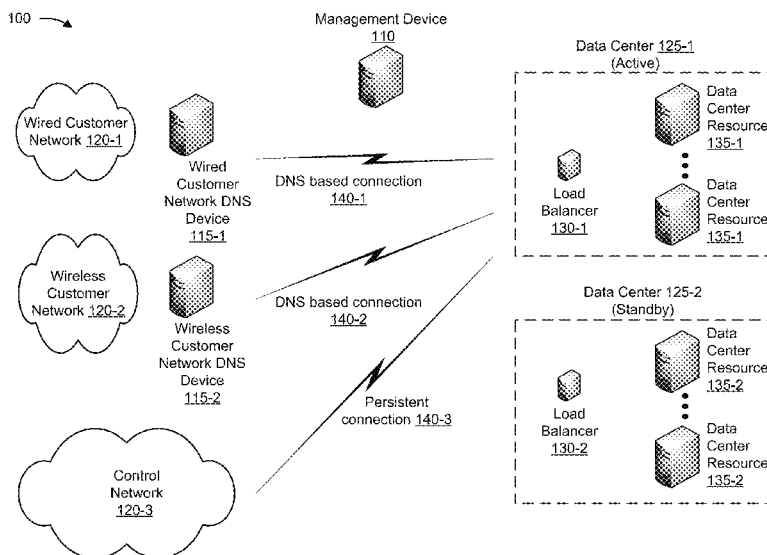 100
Management Device
110
Data Center 125-1
(Active)
Wired Customer
Network 120-1
Wired
Customer
Network DNS
Device
115-1
DNS based connection
140-1
Load
Balancer
130-1
Data
Center
Resource
135-1
Data
Center
Resource
135-1
Wireless
Customer
Network 120-2
Wireless
Customer
Network DNS
Device
115-2
DNS based connection
140-2
Data Center 125-2
(Standby)
Load
Balancer
130-2
Data
Center
Resource
135-2
Data
Center
Resource
135-2
Persistent
connection 140-3
Control
Network
120-3